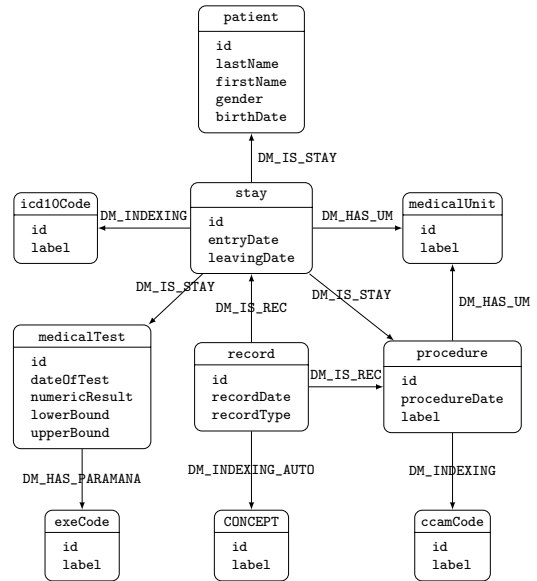 patient
id
lastName
firstName
gender
birthDate
DM_IS_STAY
stay
id
entryDate
leavingDate
icd10Code
id
label
DM_INDEXING
DM_HAS_UM
medicalUnit
id
label
DM_IS_STAY
DM_IS_REC
DM_IS_STAY
DM_HAS_UM
medicalTest
id
dateOfTest
numericResult
lowerBound
upperBound
record
id
recordDate
recordType
DM_IS_REC
procedure
id
procedureDate
label
DM_HAS_PARAMANA
DM_INDEXING_AUTO
DM_INDEXING
exeCode
id
label
CONCEPT
id
label
ccamCode
id
label